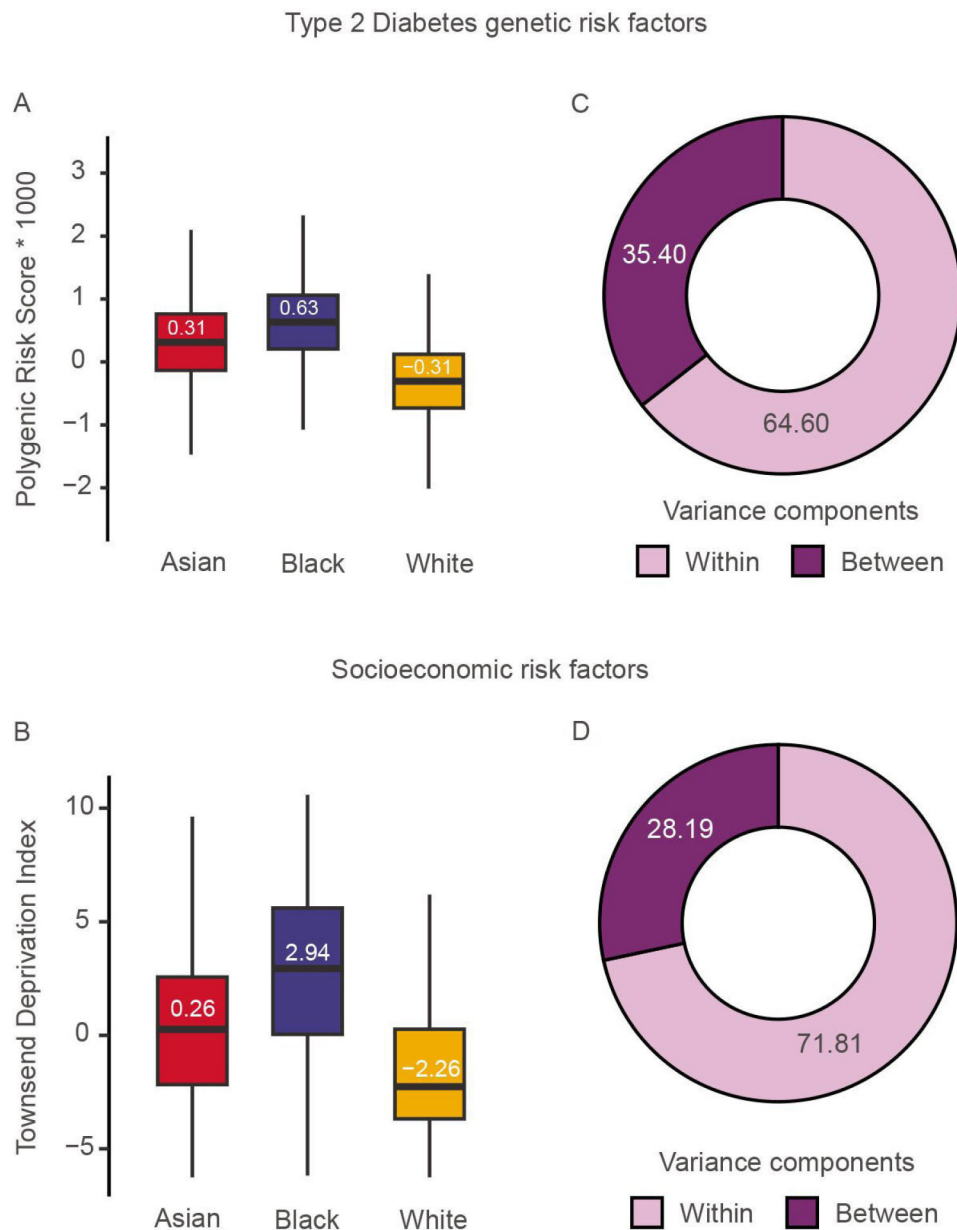 Type 2 Diabetes genetic risk factors
A
Polygenic Risk Score * 1000
3
2
1
0
−1
−2
0.31
0.63
−0.31
Asian
Black
White
C
35.40
64.60
Variance components
Within
Between
Socioeconomic risk factors
B
Townsend Deprivation Index
10
5
0
−5
0.26
2.94
−2.26
Asian
Black
White
D
28.19
71.81
Variance components
Within
Between